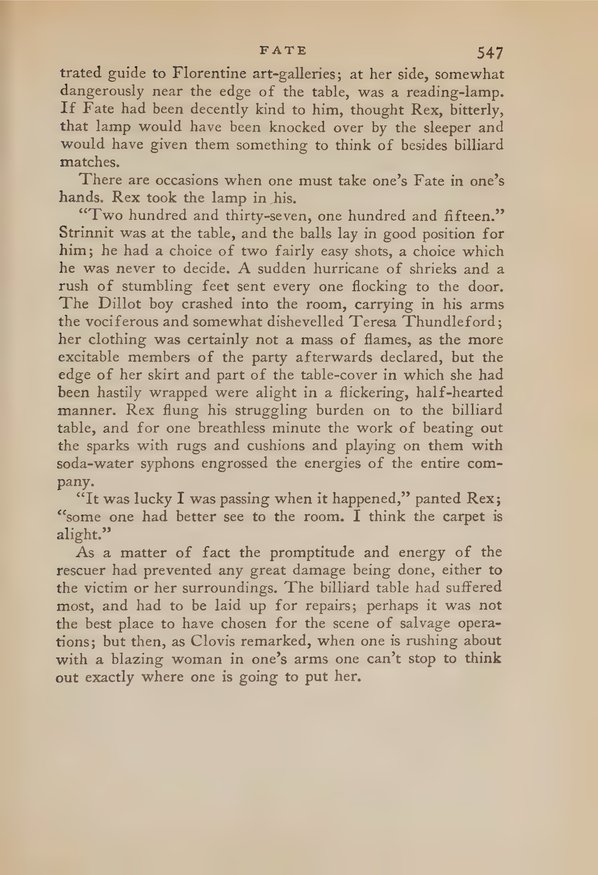 FATE 547
trated guide to Florentine art-galleries; at her side, somewhat
dangerously near the edge of the table, was a reading-lamp.
If Fate had been decently kind to him, thought Rex, bitterly,
that lamp would have been knocked over by the sleeper and
would have given them something to think of besides billiard
matches.
There are occasions when one must take one's Fate in one's
hands. Rex took the lamp in his.
“Two hundred and thirty-seven, one hundred and fifteen.”
Strinnit was at the table, and the balls lay in good position for
him; he had a choice of two fairly easy shots, a choice which
he was never to decide. A sudden hurricane of shrieks and a
rush of stumbling feet sent every one flocking to the door.
The Dillot boy crashed into the room, carrying in his arms
the vociferous and somewhat dishevelled Teresa Thundleford;
her clothing was certainly not a mass of flames, as the more
excitable members of the party afterwards declared, but the
edge of her skirt and part of the table-cover in which she had
been hastily wrapped were alight in a flickering, half-hearted
manner. Rex flung his struggling burden on to the billiard
table, and for one breathless minute the work of beating out
the sparks with rugs and cushions and playing on them with
soda-water syphons engrossed the energies of the entire com-
pany.
“It was lucky I was passing when it happened,” panted Rex;
“some one had better see to the room. I think the carpet is
alight.”
As a matter of fact the promptitude and energy of the
rescuer had prevented any great damage being done, either to
the victim or her surroundings. The billiard table had suffered
most, and had to be laid up for repairs; perhaps it was not
the best place to have chosen for the scene of salvage opera-
tions; but then, as Clovis remarked, when one is rushing about
with a blazing woman in one's arms one can't stop to think
out exactly where one is going to put her.